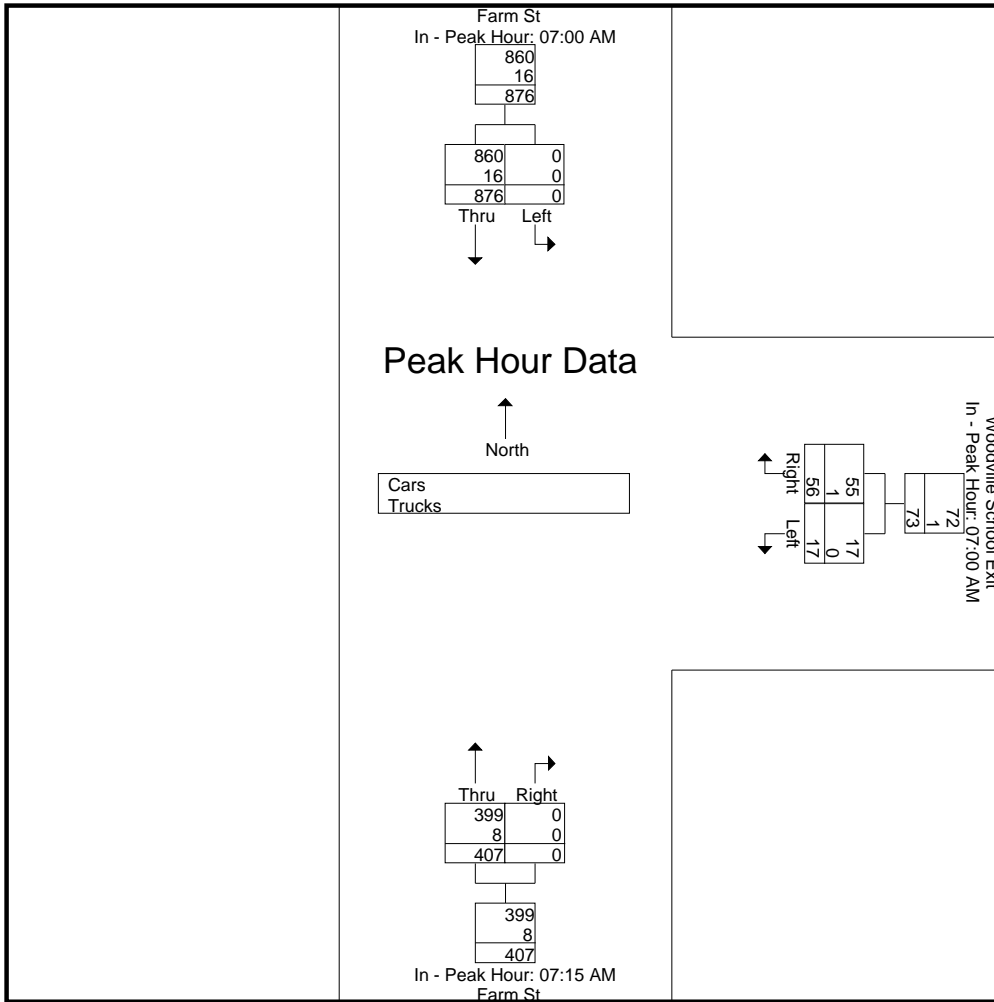 Farm St
In - Peak Hour: 07:00 AM
860
16
876
860 0
16 0
876 0
Thru Left
Peak Hour Data
North
Cars
Trucks
Right Left
56 17
1 0
55 17
73
1
72
In - Peak Hour: 07:00 AM
Woodville School Exit
Thru Right
399 0
8 0
407 0
399
8
407
In - Peak Hour: 07:15 AM
Farm St